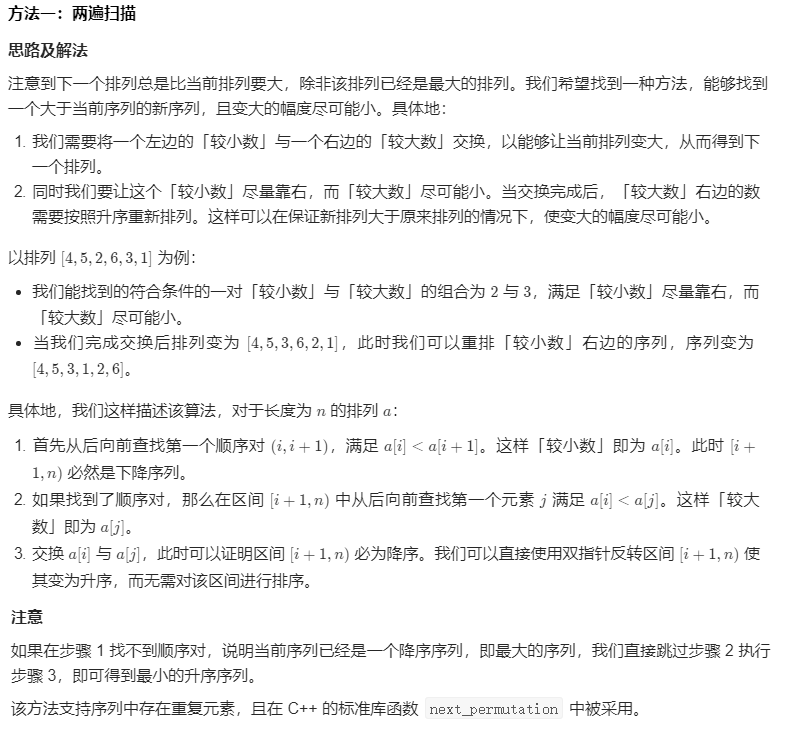 方法一：两遍扫描
思路及解法
注意到下一个排列总是比当前排列要大，除非该排列已经是最大的排列。我们希望找到一种方法，能够找到
一个大于当前序列的新序列，且变大的幅度尽可能小。具体地：
1. 我们需要将一个左边的「较小数」与一个右边的「较大数」交换，以能够让当前排列变大，从而得到下
一个排列。
2. 同时我们要让这个「较小数」尽量靠右，而「较大数」尽可能小。当交换完成后，「较大数」右边的数
需要按照升序重新排列。这样可以在保证新排列大于原来排列的情况下，使变大的幅度尽可能小。
以排列 [4, 5, 2, 6, 3, 1] 为例：
• 我们能找到的符合条件的一对「较小数」与「较大数」的组合为 2 与 3，满足「较小数」尽量靠右，而
「较大数」尽可能小。
• 当我们完成交换后排列变为 [4, 5, 3, 6, 2, 1]，此时我们可以重排「较小数」右边的序列，序列变为
[4, 5, 3, 1, 2, 6]。
具体地，我们这样描述该算法，对于长度为 n 的排列 a：
1. 首先从后向前查找第一个顺序对 (i, i + 1)，满足 a[i] < a[i + 1]。这样「较小数」即为 a[i]。此时 [i +
1, n) 必然是下降序列。
2. 如果找到了顺序对，那么在区间 [i + 1, n) 中从后向前查找第一个元素 j 满足 a[i] < a[j]。这样「较大
数」即为 a[j]。
3. 交换 a[i] 与 a[j]，此时可以证明区间 [i + 1, n) 必为降序。我们可以直接使用双指针反转区间 [i + 1, n) 使
其变为升序，而无需对该区间进行排序。
注意
如果在步骤 1 找不到顺序对，说明当前序列已经是一个降序序列，即最大的序列，我们直接跳过步骤 2 执行
步骤 3，即可得到最小的升序序列。
该方法支持序列中存在重复元素，且在 C++ 的标准库函数 next_permutation 中被采用。